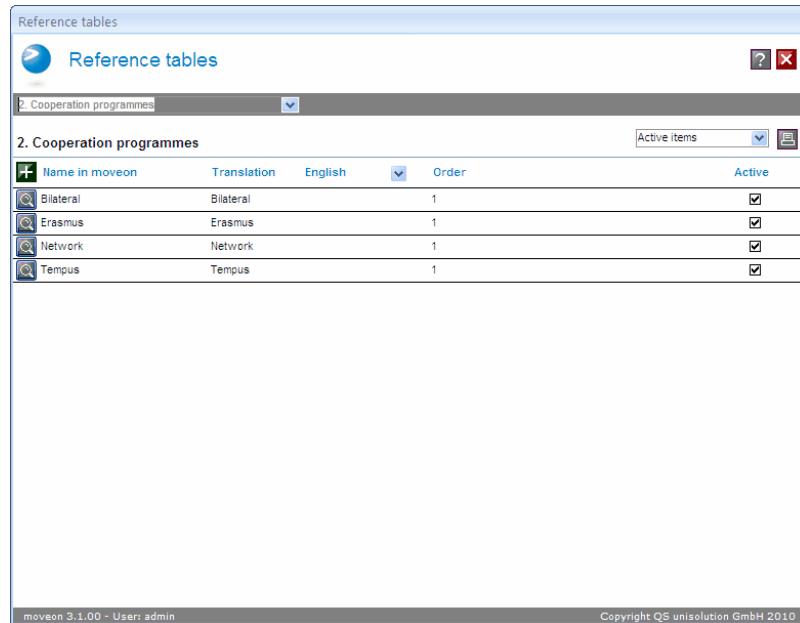 Reference tables
Reference tables
?
2. Cooperation programmes
2. Cooperation programmes Active items
Name in moveon Translation English Order Active
Bilateral Bilateral 1
Erasmus Erasmus 1
Network Network 1
Tempus Tempus 1
moveon 3.1.00 - User: admin Copyright QS unisolution GmbH 2010